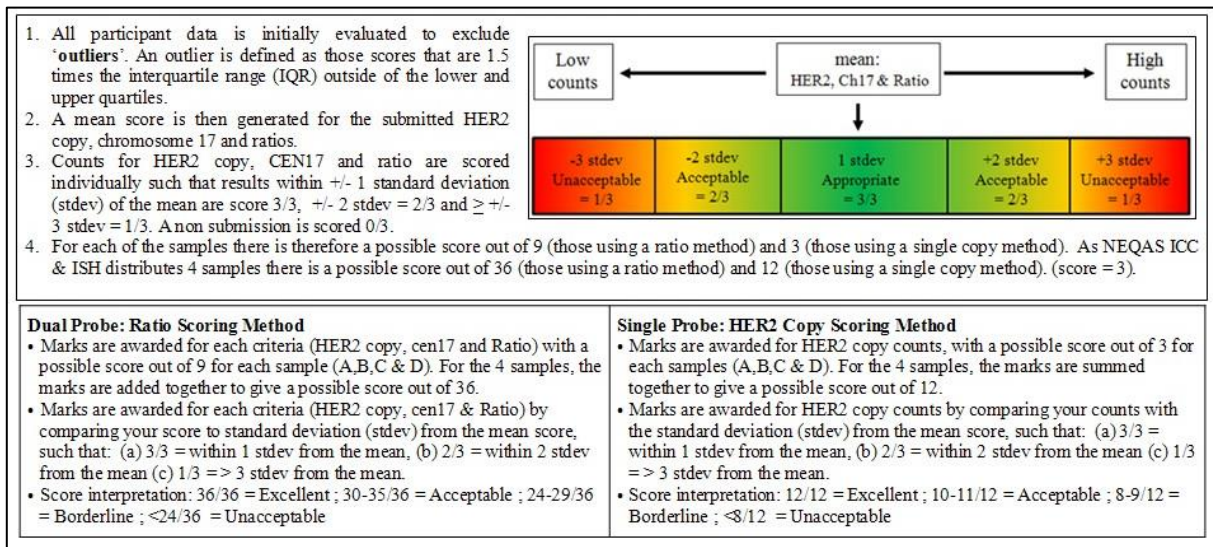 1. All participant data is initially evaluated to exclude
‘outliers’. An outlier is defined as those scores that are 1.5
times the interquartile range (IQR) outside of the lower and
upper quartiles.
2. A mean score is then generated for the submitted HER2
copy, chromosome 17 and ratios.
3. Counts for HER2 copy, CEN17 and ratio are scored
individually such that results within +/- 1 standard deviation
(stdev) of the mean are score 3/3, +/- 2 stdev = 2/3 and ≥ +/-
3 stdev = 1/3. A non submission is scored 0/3.
Low
counts
mean:
HER2, Ch17 & Ratio
High
counts
-3 stdev
Unacceptable
= 1/3
-2 stdev
Acceptable
= 2/3
1 stdev
Appropriate
= 3/3
+2 stdev
Acceptable
= 2/3
+3 stdev
Unacceptable
= 1/3
4. For each of the samples there is therefore a possible score out of 9 (those using a ratio method) and 3 (those using a single copy method). As NEQAS ICC
& ISH distributes 4 samples there is a possible score out of 36 (those using a ratio method) and 12 (those using a single copy method). (score = 3).
Dual Probe: Ratio Scoring Method
• Marks are awarded for each criteria (HER2 copy, cen17 and Ratio) with a
possible score out of 9 for each sample (A,B,C & D). For the 4 samples, the
marks are added together to give a possible score out of 36.
• Marks are awarded for each criteria (HER2 copy, cen17 & Ratio) by
comparing your score to standard deviation (stdev) from the mean score,
such that: (a) 3/3 = within 1 stdev from the mean, (b) 2/3 = within 2 stdev
from the mean (c) 1/3 = > 3 stdev from the mean.
• Score interpretation: 36/36 = Excellent ; 30-35/36 = Acceptable ; 24-29/36
= Borderline ; <24/36 = Unacceptable
Single Probe: HER2 Copy Scoring Method
• Marks are awarded for HER2 copy counts, with a possible score out of 3 for
each samples (A,B,C & D). For the 4 samples, the marks are summed
together to give a possible score out of 12.
• Marks are awarded for HER2 copy counts by comparing your counts with
the standard deviation (stdev) from the mean score, such that: (a) 3/3 =
within 1 stdev from the mean, (b) 2/3 = within 2 stdev from the mean (c) 1/3
= > 3 stdev from the mean.
• Score interpretation: 12/12 = Excellent ; 10-11/12 = Acceptable ; 8-9/12 =
Borderline ; <8/12 = Unacceptable